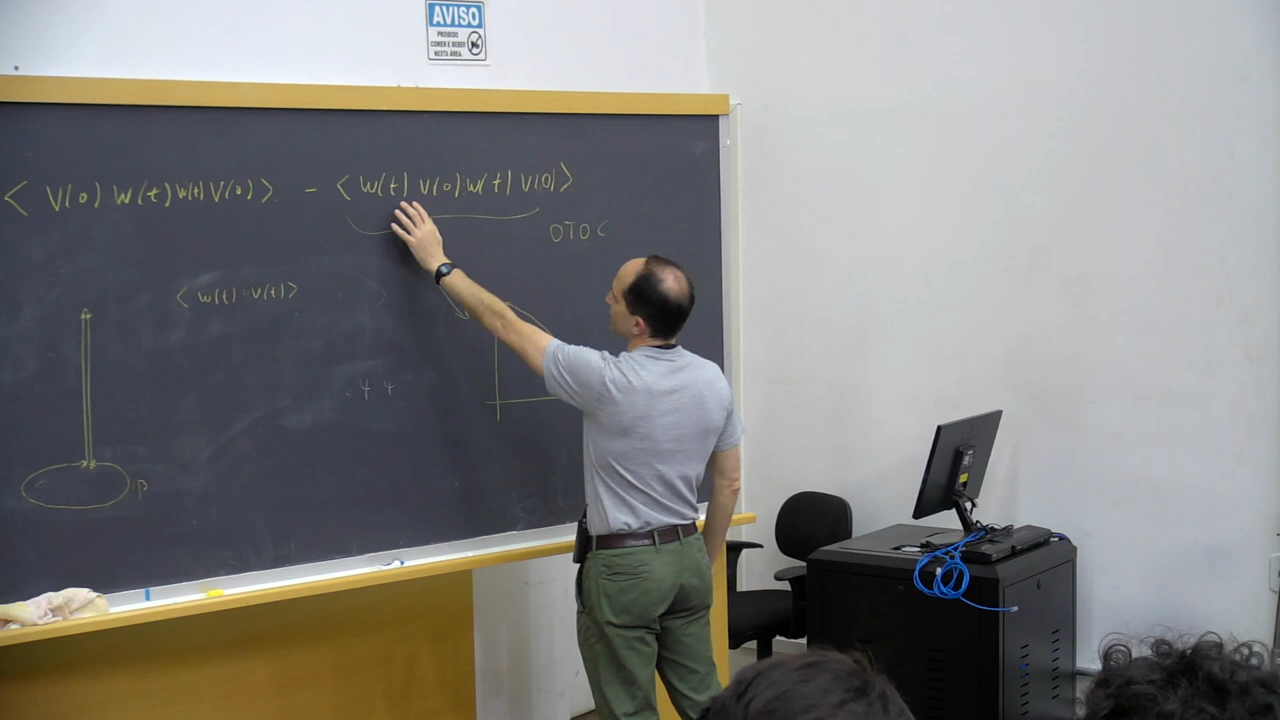 AVISO
PROIBIDO
COMER E BEBER
NESTA ÁREA.
< V(0) W(t) W(t) V(0) > - < W(t) V(0) W(t) V(0) >
OTOC
< W(t) V(t) >
ψ ψ
β